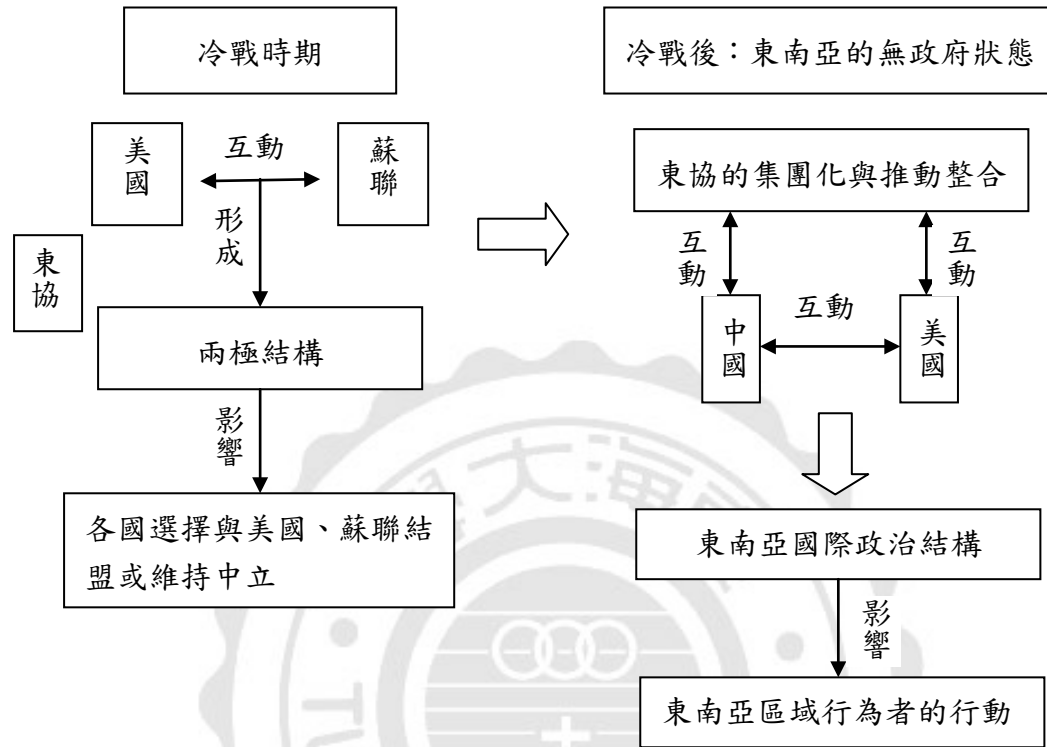 冷戰時期
美國
互動
蘇聯
形成
東協
兩極結構
影響
各國選擇與美國、蘇聯結
盟或維持中立
冷戰後：東南亞的無政府狀態
東協的集團化與推動整合
互動
互動
中國
互動
美國
東南亞國際政治結構
影響
東南亞區域行為者的行動
學大海
TU